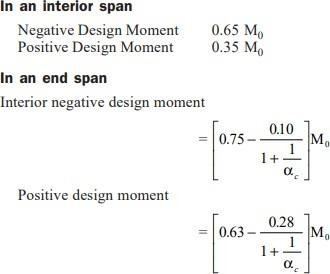 In an interior span
Negative Design Moment 0.65 M₀
Positive Design Moment 0.35 M₀
In an end span
Interior negative design moment
= [0.75 − 0.10 / (1 + 1/α_c)] M₀
Positive design moment
= [0.63 − 0.28 / (1 + 1/α_c)] M₀